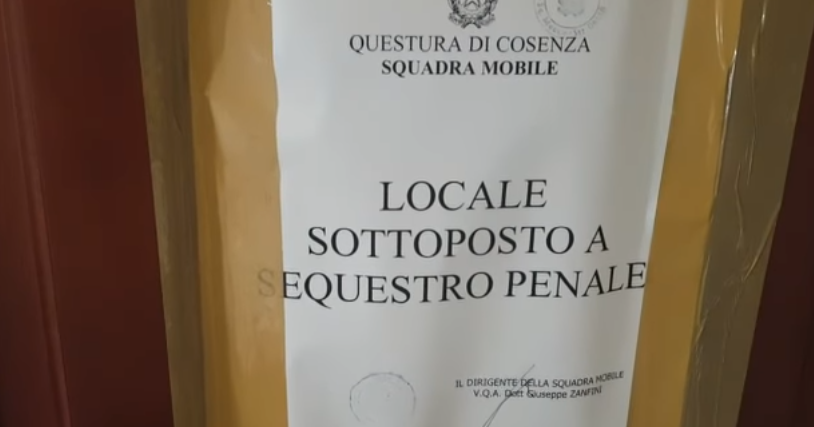 QUESTURA DI COSENZA
SQUADRA MOBILE
LOCALE
SOTTOPOSTO A
SEQUESTRO PENALE
IL DIRIGENTE DELLA SQUADRA MOBILE
V.Q.A. Dott Giuseppe ZANFINI